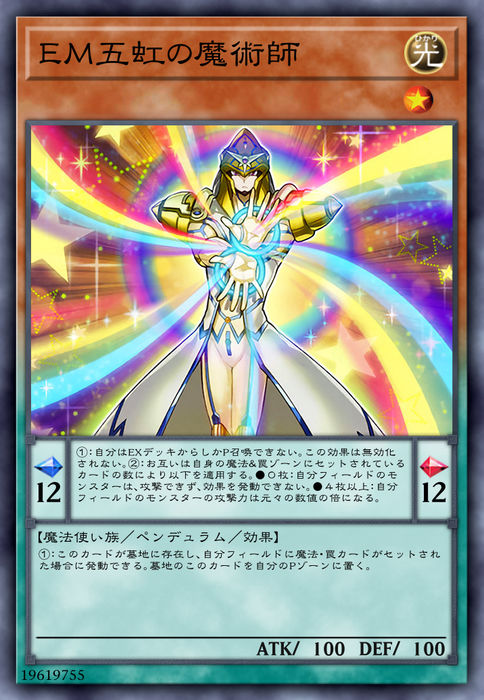 EM五虹の魔術師
ひかり
光
①:自分はEXデッキからしかP召喚できない。この効果は無効化
されない。②:お互いは自身の魔法&罠ゾーンにセットされている
カードの数により以下を適用する。●０枚:自分フィールドのモン
スターは、攻撃できず、効果を発動できない。●４枚以上:自分
フィールドのモンスターの攻撃力は元々の数値の倍になる。
12
12
【魔法使い族／ペンデュラム／効果】
①:このカードが墓地に存在し、自分フィールドに魔法・罠カードがセットされ
た場合に発動できる。墓地のこのカードを自分のPゾーンに置く。
ATK/ 100 DEF/ 100
19619755